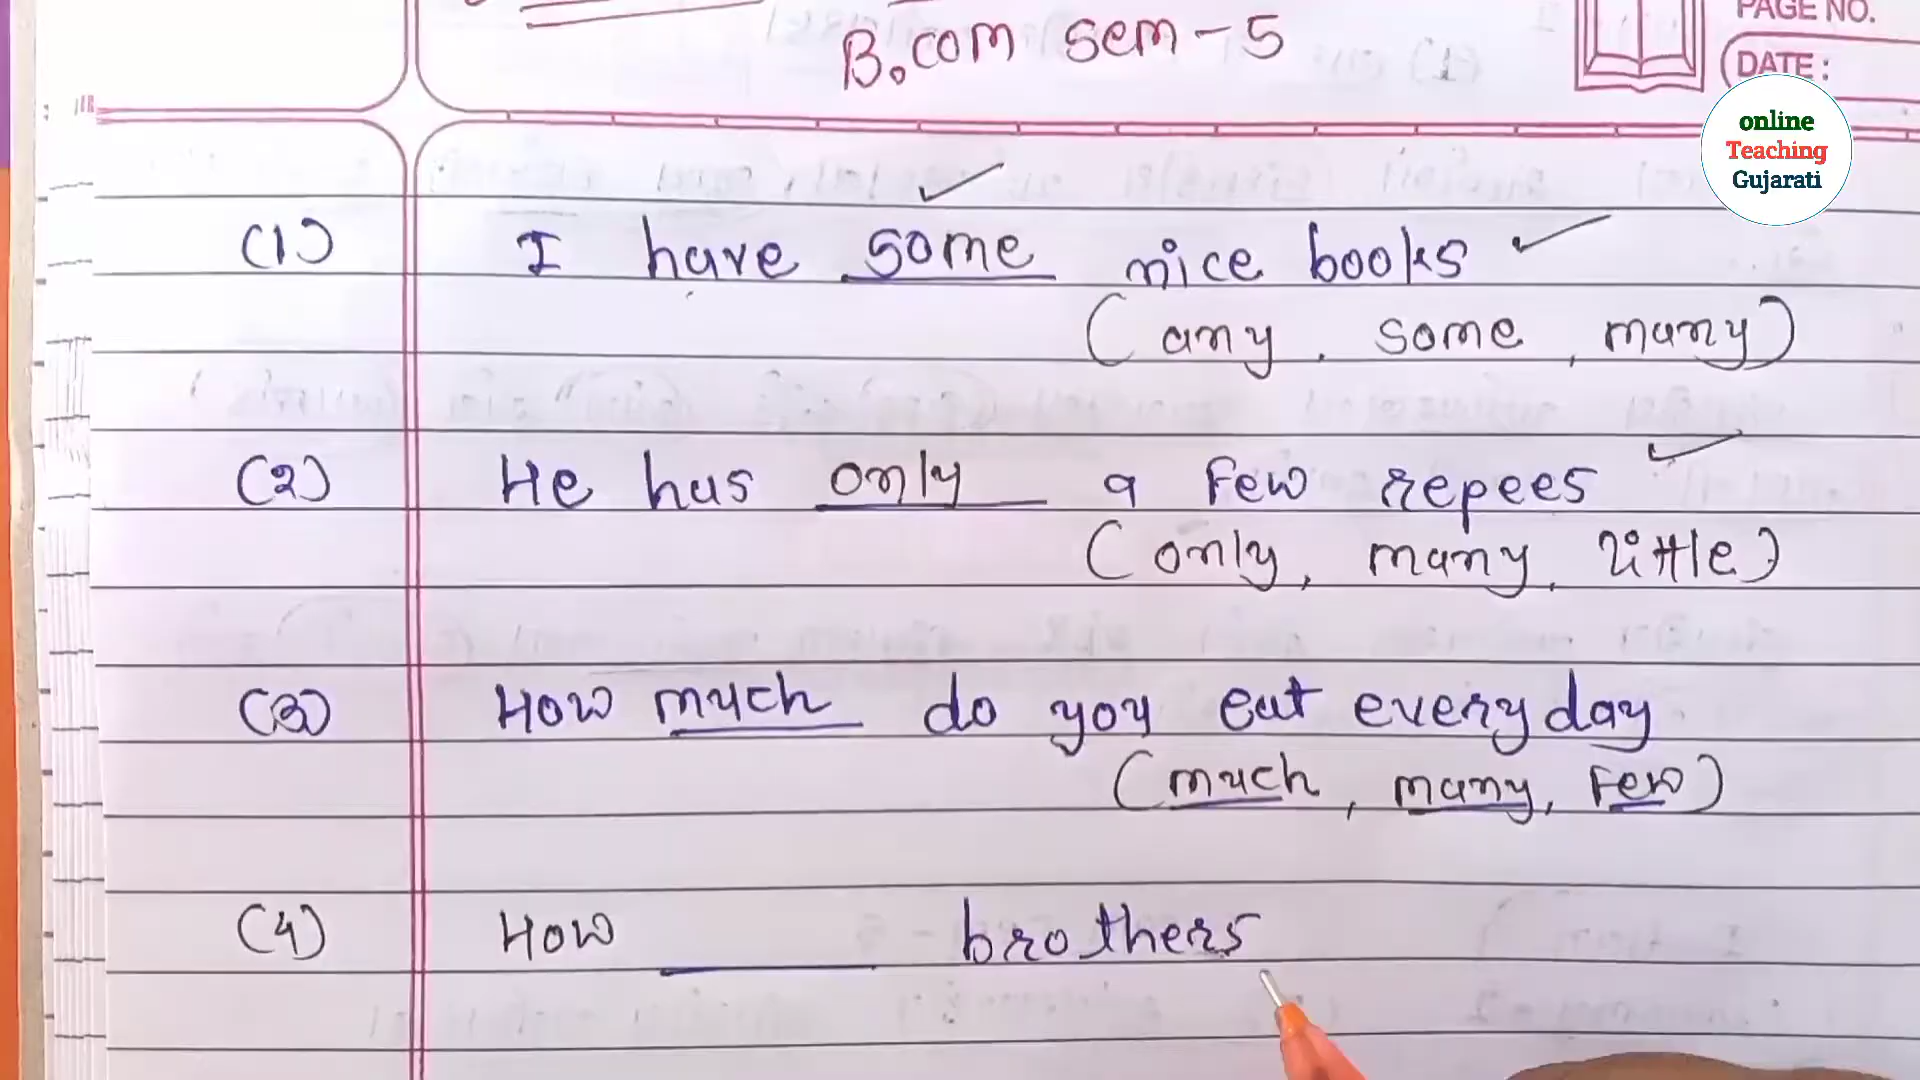 B.com sem-5
PAGE NO.
DATE:
online
Teaching
Gujarati
(1) I have some nice books
(any, some, many)
(2) He has only a few repees
(only, many, little)
(3) How much do you eat everyday
(much, many, few)
(4) How ____ brothers